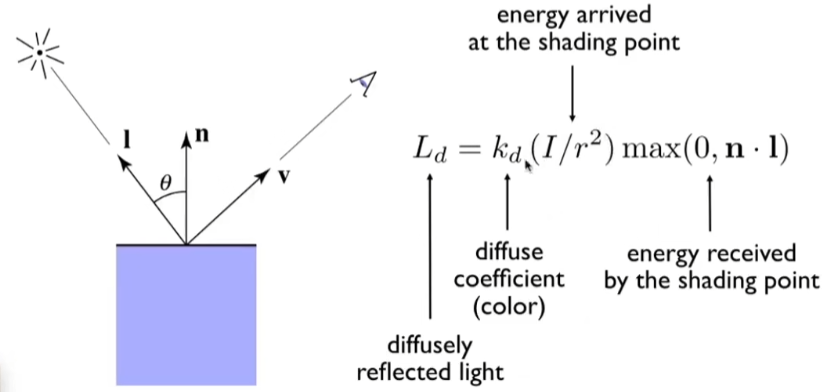 energy arrived
at the shading point
l
n
θ
v
L_d = k_d (I/r²) max(0, n · l)
diffuse
coefficient
(color)
energy received
by the shading point
diffusely
reflected light